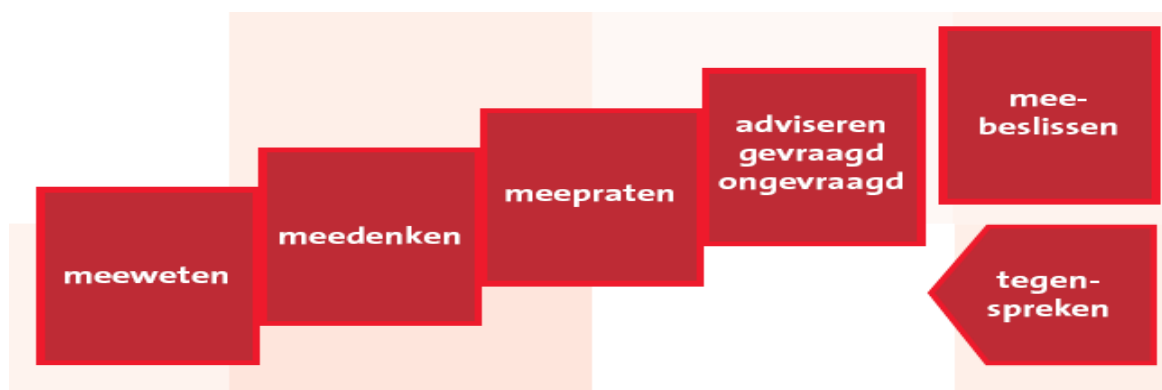 meeweten
meedenken
meepraten
adviseren
gevraagd
ongevraagd
mee-
beslissen
tegen-
spreken